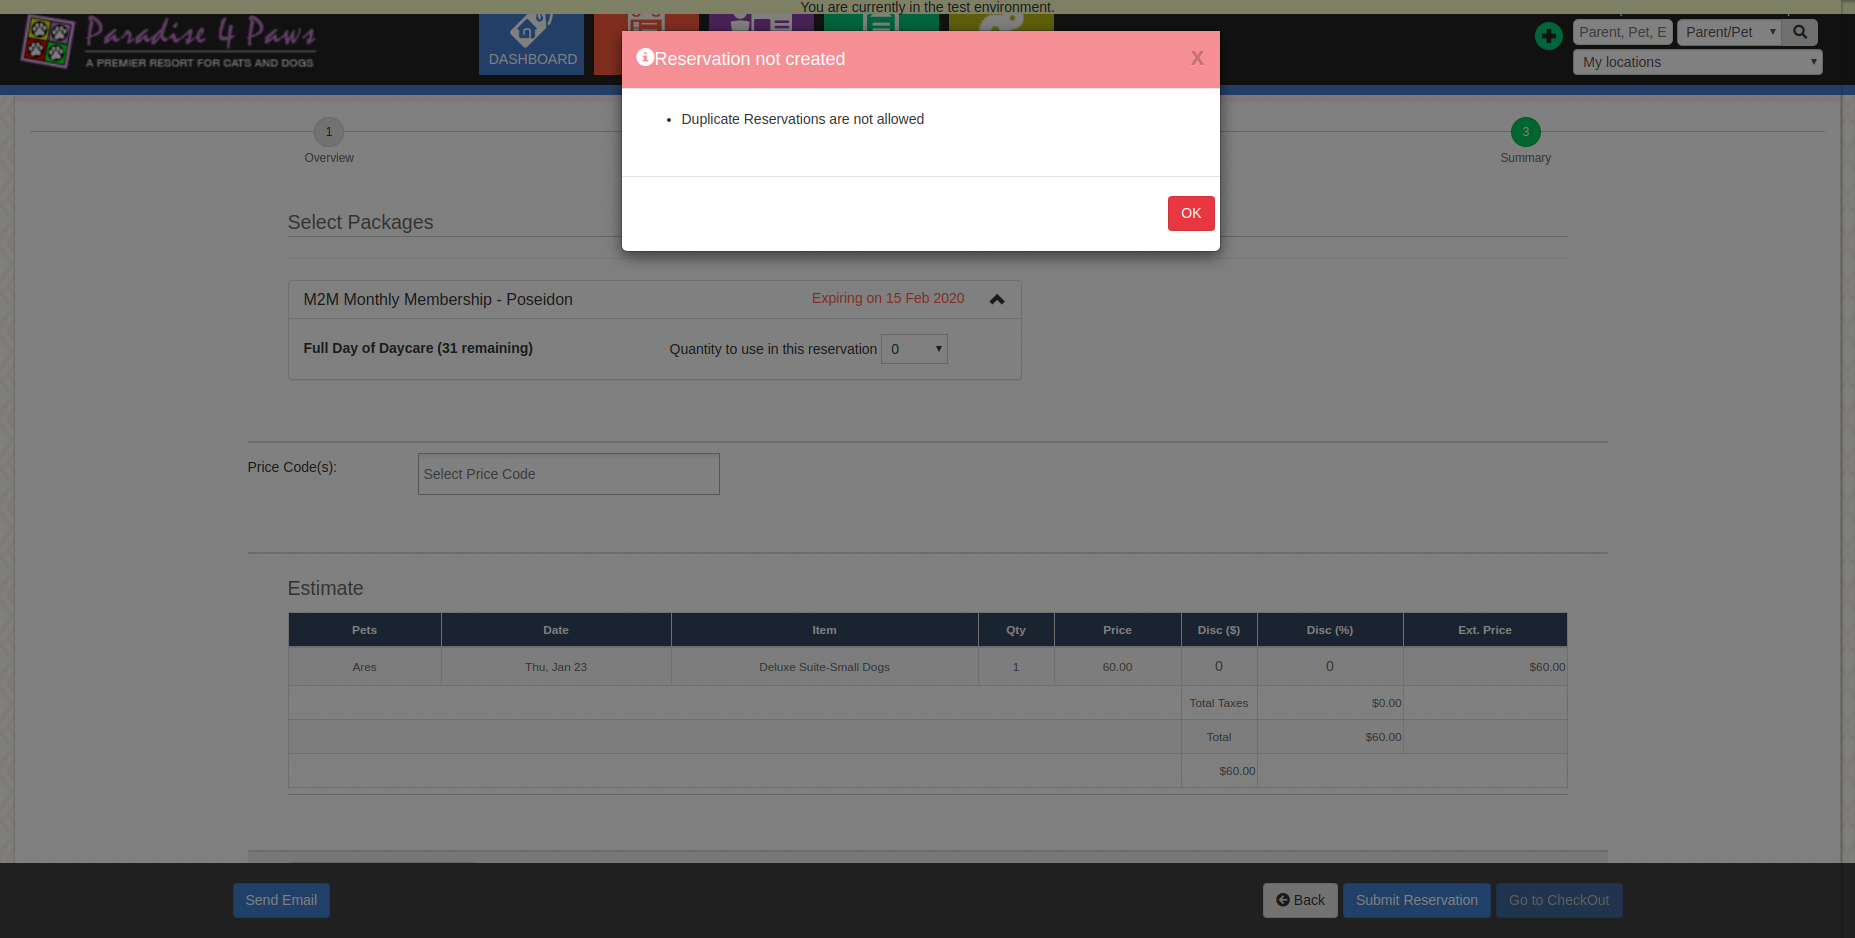 You are currently in the test environment.
Paradise 4 Paws
A PREMIER RESORT FOR CATS AND DOGS
DASHBOARD
Parent, Pet, E
Parent/Pet
My locations
Reservation not created
X
Duplicate Reservations are not allowed
OK
1
Overview
3
Summary
Select Packages
M2M Monthly Membership - Poseidon
Expiring on 15 Feb 2020
Full Day of Daycare (31 remaining)
Quantity to use in this reservation 0
Price Code(s):
Select Price Code
Estimate
Pets Date Item Qty Price Disc ($) Disc (%) Ext. Price
Ares Thu, Jan 23 Deluxe Suite-Small Dogs 1 60.00 0 0 $60.00
Total Taxes $0.00
Total $60.00
$60.00
Send Email
Back
Submit Reservation
Go to CheckOut